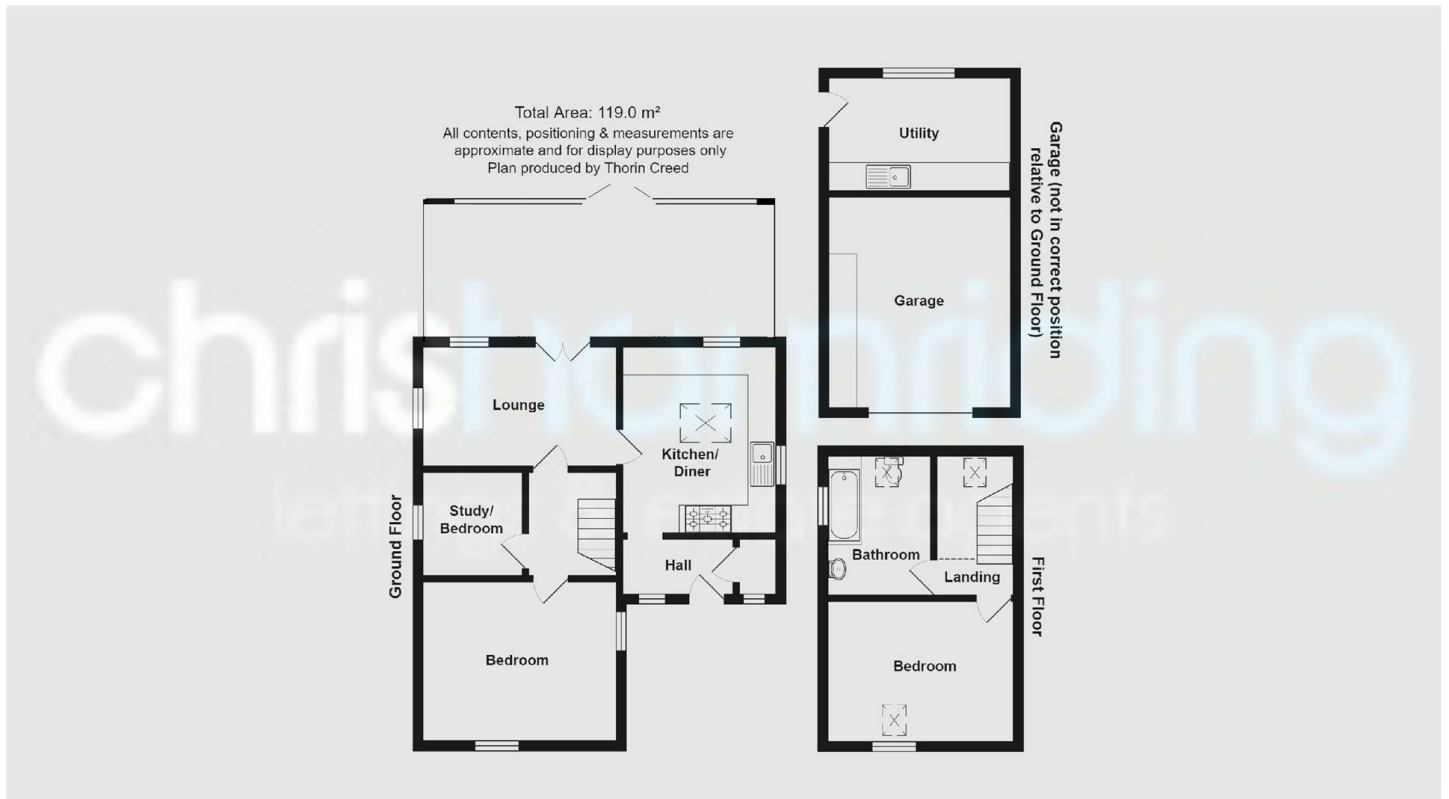 Total Area: 119.0 m²
All contents, positioning & measurements are
approximate and for display purposes only
Plan produced by Thorin Creed
Utility
Garage
Garage (not in correct position
relative to Ground Floor)
Lounge
Kitchen/
Diner
Study/
Bedroom
Hall
Bedroom
Ground Floor
Bathroom
Landing
Bedroom
First Floor